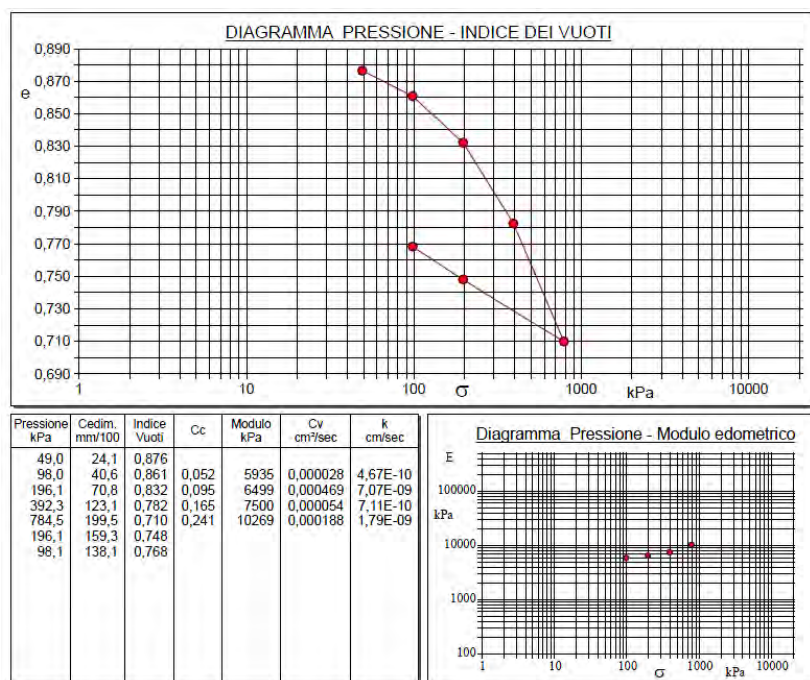 DIAGRAMMA PRESSIONE - INDICE DEI VUOTI
0,890
0,870
e
0,850
0,830
0,810
0,790
0,770
0,750
0,730
0,710
0,690
1 10 100 σ 1000 kPa 10000
Pressione kPa Cedim. mm/100 Indice Vuoti Cc Modulo kPa Cv cm²/sec k cm/sec
49,0 24,1 0,876
98,0 40,6 0,861 0,052 5935 0,000028 4,67E-10
196,1 70,8 0,832 0,095 6499 0,000469 7,07E-09
392,3 123,1 0,782 0,165 7500 0,000054 7,11E-10
784,5 199,5 0,710 0,241 10269 0,000188 1,79E-09
196,1 159,3 0,748
98,1 138,1 0,768
Diagramma Pressione - Modulo edometrico
E
100000
kPa
10000
1000
100
1 10 100 1000 10000
σ kPa